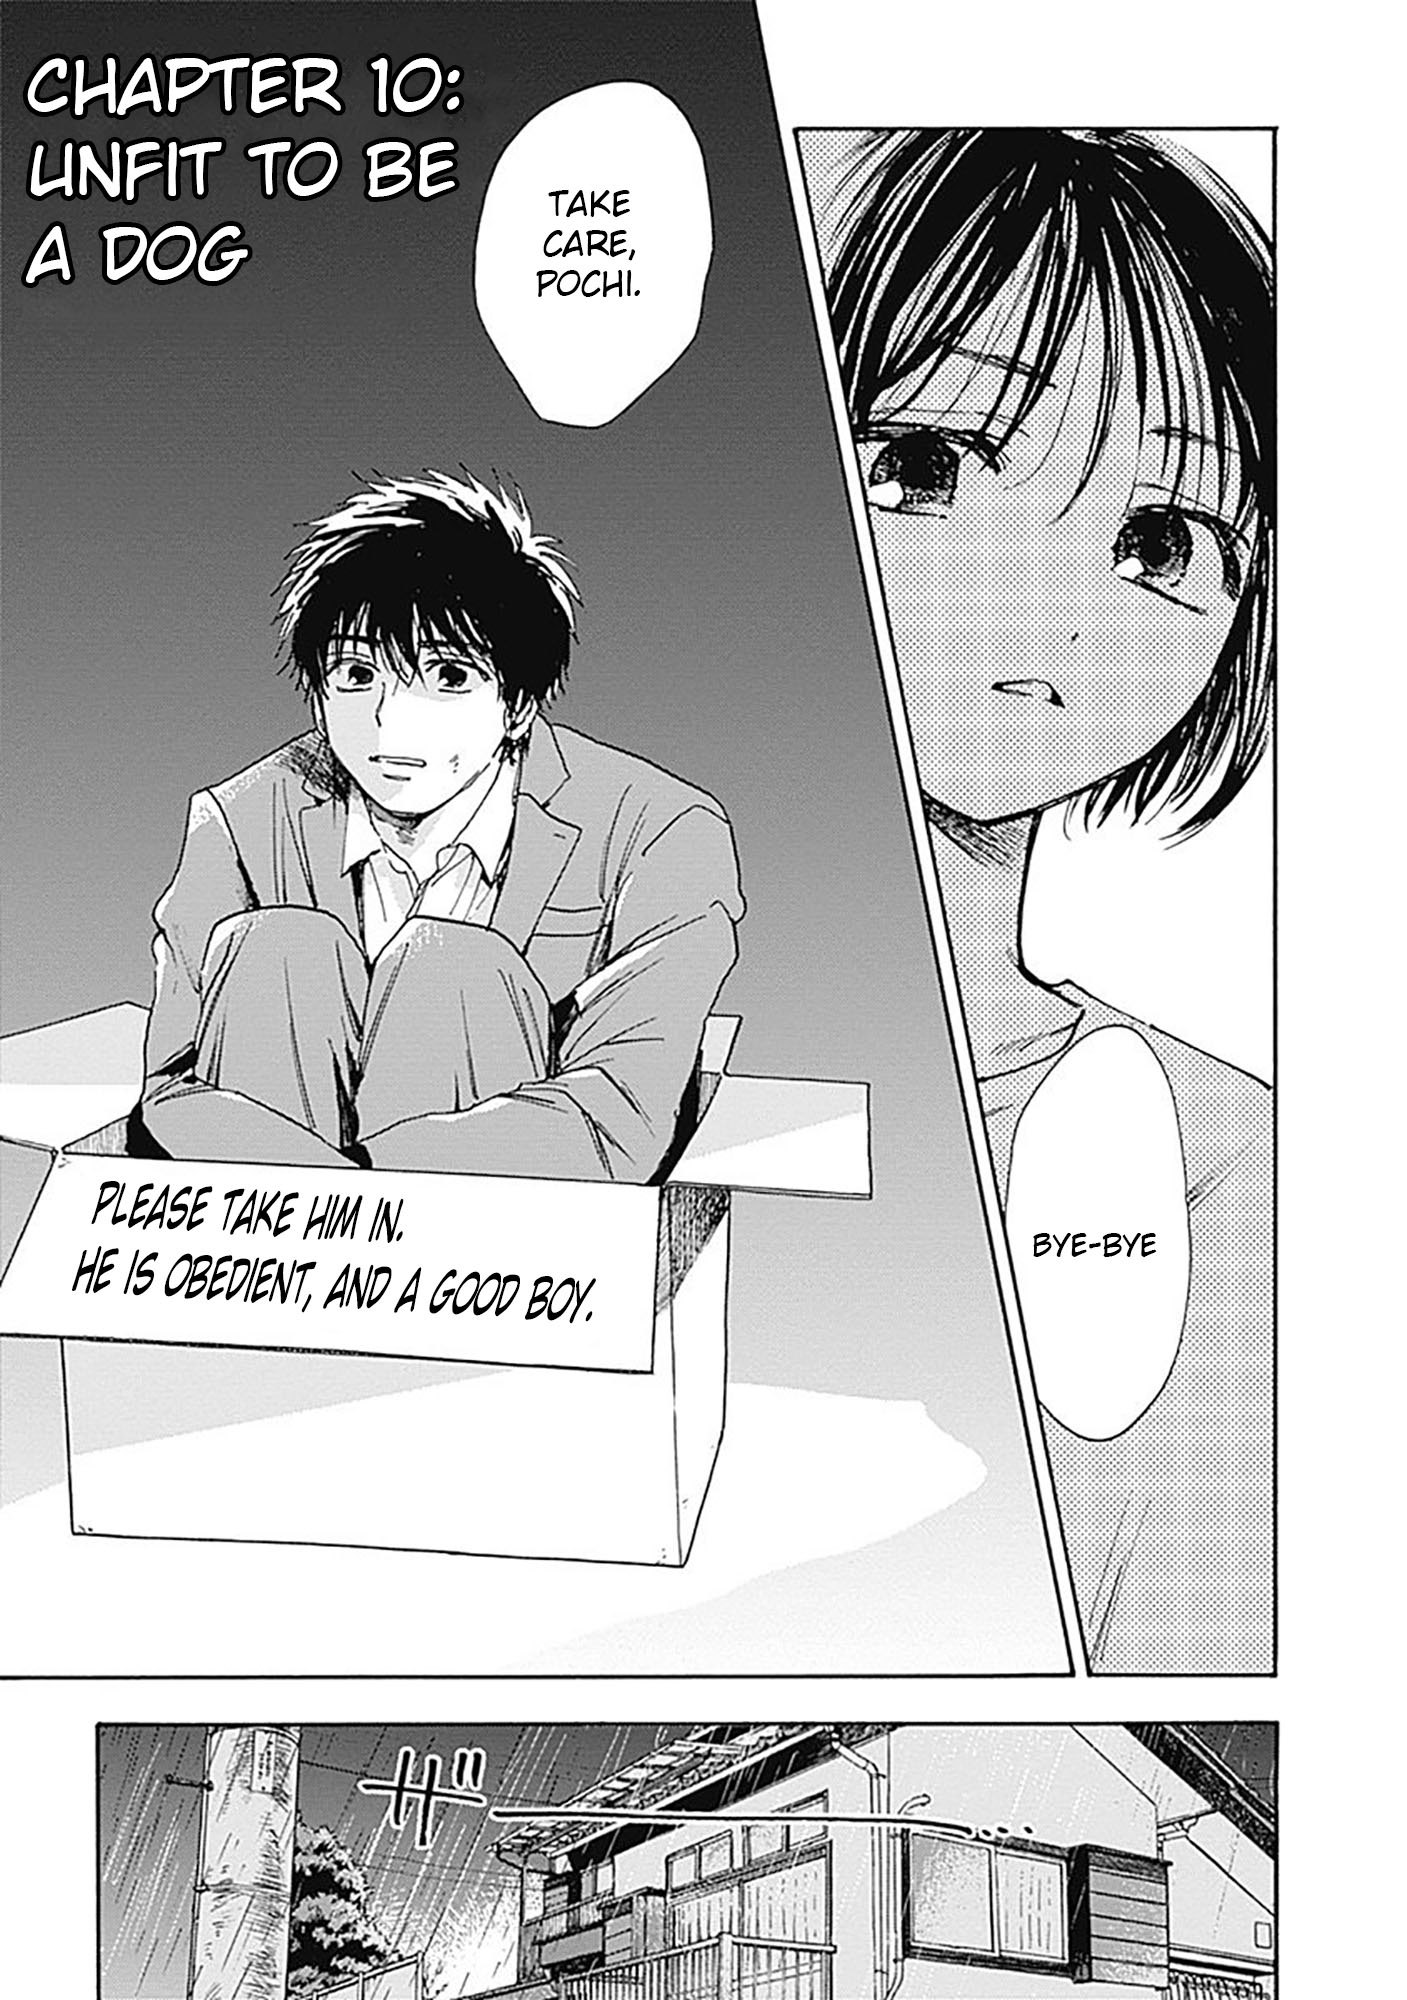 CHAPTER 10:
UNFIT TO BE
A DOG
BYE-BYE
TAKE
CARE,
POCHI.
PLEASE TAKE HIM IN.
HE IS OBEDIENT, AND A GOOD BOY.
ザー…